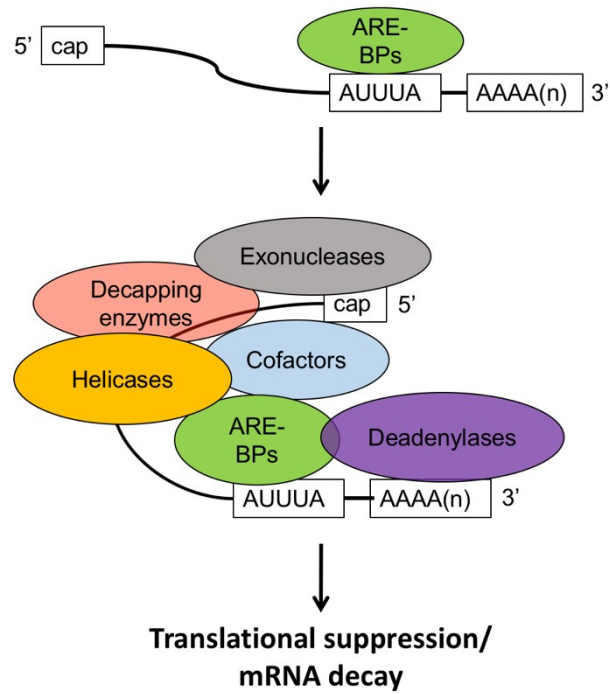 ARE-
BPs
5’ cap
AUUUA AAAA(n) 3’
Exonucleases
Decapping
enzymes
cap 5’
Cofactors
Helicases
ARE-
BPs
Deadenylases
AUUUA AAAA(n) 3’
Translational suppression/
mRNA decay